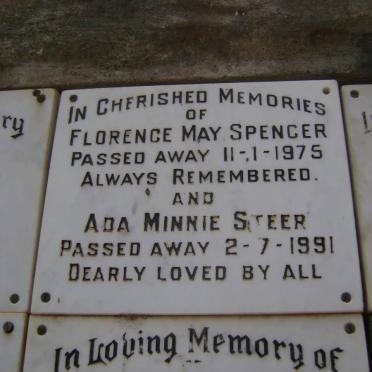 In Cherished Memories
of
Florence May Spencer
Passed away 11-1-1975
Always Remembered.
and
Ada Minnie Steer
Passed away 2-7-1991
Dearly loved by all
In Loving Memory of